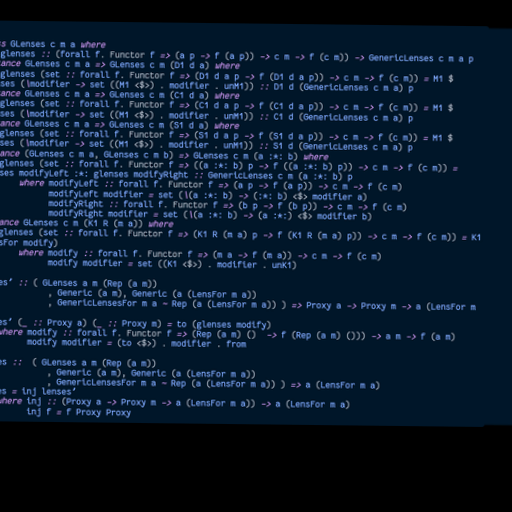 s GLenses c m a where
glenses :: (forall f. Functor f => (a p -> f (a p)) -> c m -> f (c m)) -> GenericLenses c m a p
ance GLenses c m a => GLenses c m (D1 d a) where
glenses (set :: forall f. Functor f => (D1 d a p -> f (D1 d a p)) -> c m -> f (c m)) = M1 $
ses (\modifier -> set ((M1 <$>) . modifier . unM1)) :: D1 d (GenericLenses c m a) p
ance GLenses c m a => GLenses c m (C1 d a) where
glenses (set :: forall f. Functor f => (C1 d a p -> f (C1 d a p)) -> c m -> f (c m)) = M1 $
ses (\modifier -> set ((M1 <$>) . modifier . unM1)) :: C1 d (GenericLenses c m a) p
ance GLenses c m a => GLenses c m (S1 d a) where
glenses (set :: forall f. Functor f => (S1 d a p -> f (S1 d a p)) -> c m -> f (c m)) = M1 $
ses (\modifier -> set ((M1 <$>) . modifier . unM1)) :: S1 d (GenericLenses c m a) p
ance (GLenses c m a, GLenses c m b) => GLenses c m (a :*: b) where
glenses (set :: forall f. Functor f => ((a :*: b) p -> f ((a :*: b) p)) -> c m -> f (c m)) =
ses modifyLeft :*: glenses modifyRight :: GenericLenses c m (a :*: b) p
where modifyLeft :: forall f. Functor f => (a p -> f (a p)) -> c m -> f (c m)
modifyLeft modifier = set (\(a :*: b) -> (:*: b) <$> modifier a)
modifyRight :: forall f. Functor f => (b p -> f (b p)) -> c m -> f (c m)
modifyRight modifier = set (\(a :*: b) -> (a :*:) <$> modifier b)
ance GLenses c m (K1 R (m a)) where
glenses (set :: forall f. Functor f => (K1 R (m a) p -> f (K1 R (m a) p)) -> c m -> f (c m)) = K1
sFor modify)
where modify :: forall f. Functor f => (m a -> f (m a)) -> c m -> f (c m)
modify modifier = set ((K1 <$>) . modifier . unK1)
es' :: ( GLenses a m (Rep (a m))
, Generic (a m), Generic (a (LensFor m a))
, GenericLensesFor m a ~ Rep (a (LensFor m a)) ) => Proxy a -> Proxy m -> a (LensFor m
es' (_ :: Proxy a) (_ :: Proxy m) = to (glenses modify)
where modify :: forall f. Functor f => (Rep (a m) () -> f (Rep (a m) ())) -> a m -> f (a m)
modify modifier = (to <$>) . modifier . from
es :: ( GLenses a m (Rep (a m))
, Generic (a m), Generic (a (LensFor m a))
, GenericLensesFor m a ~ Rep (a (LensFor m a)) ) => a (LensFor m a)
es = inj lenses'
where inj :: (Proxy a -> Proxy m -> a (LensFor m a)) -> a (LensFor m a)
inj f = f Proxy Proxy